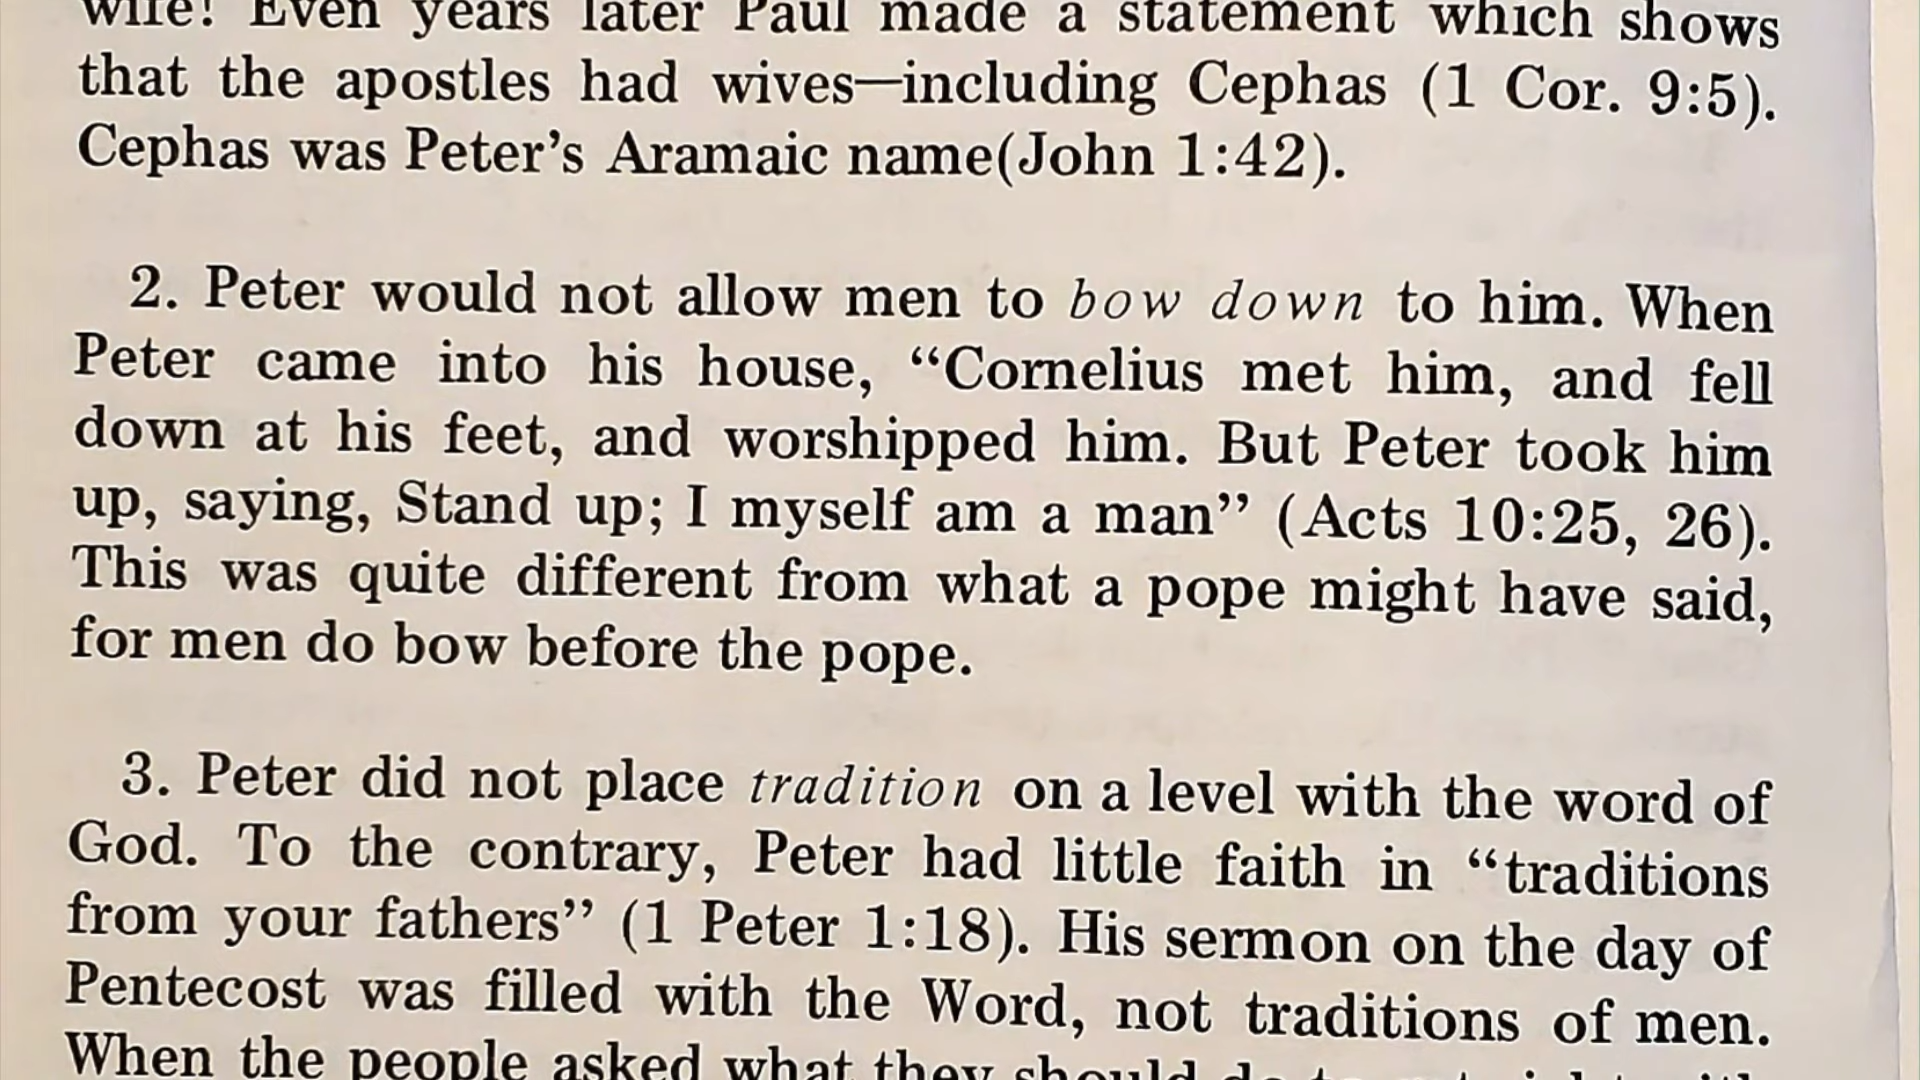 wife! Even years later Paul made a statement which shows
that the apostles had wives—including Cephas (1 Cor. 9:5).
Cephas was Peter’s Aramaic name(John 1:42).
2. Peter would not allow men to bow down to him. When
Peter came into his house, “Cornelius met him, and fell
down at his feet, and worshipped him. But Peter took him
up, saying, Stand up; I myself am a man” (Acts 10:25, 26).
This was quite different from what a pope might have said,
for men do bow before the pope.
3. Peter did not place tradition on a level with the word of
God. To the contrary, Peter had little faith in “traditions
from your fathers” (1 Peter 1:18). His sermon on the day of
Pentecost was filled with the Word, not traditions of men.
When the people asked what they should do to